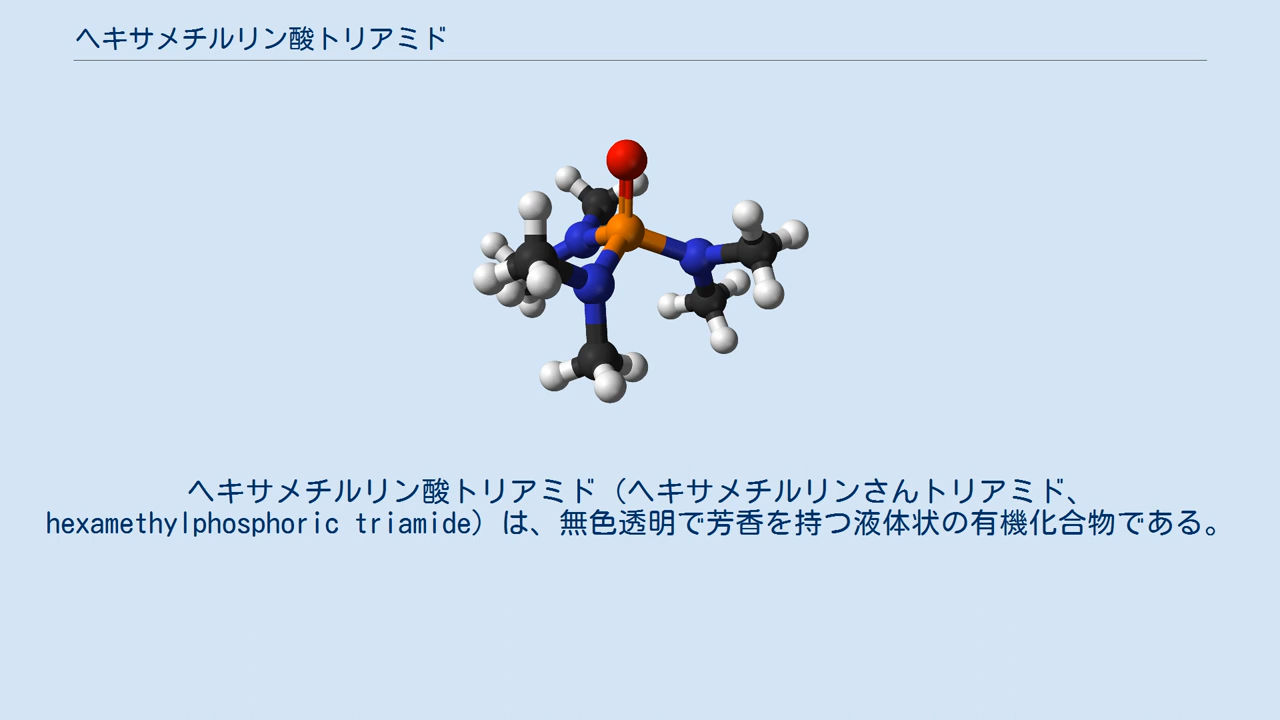 ヘキサメチルリン酸トリアミド
ヘキサメチルリン酸トリアミド（ヘキサメチルリンさんトリアミド、
hexamethylphosphoric triamide）は、無色透明で芳香を持つ液体状の有機化合物である。